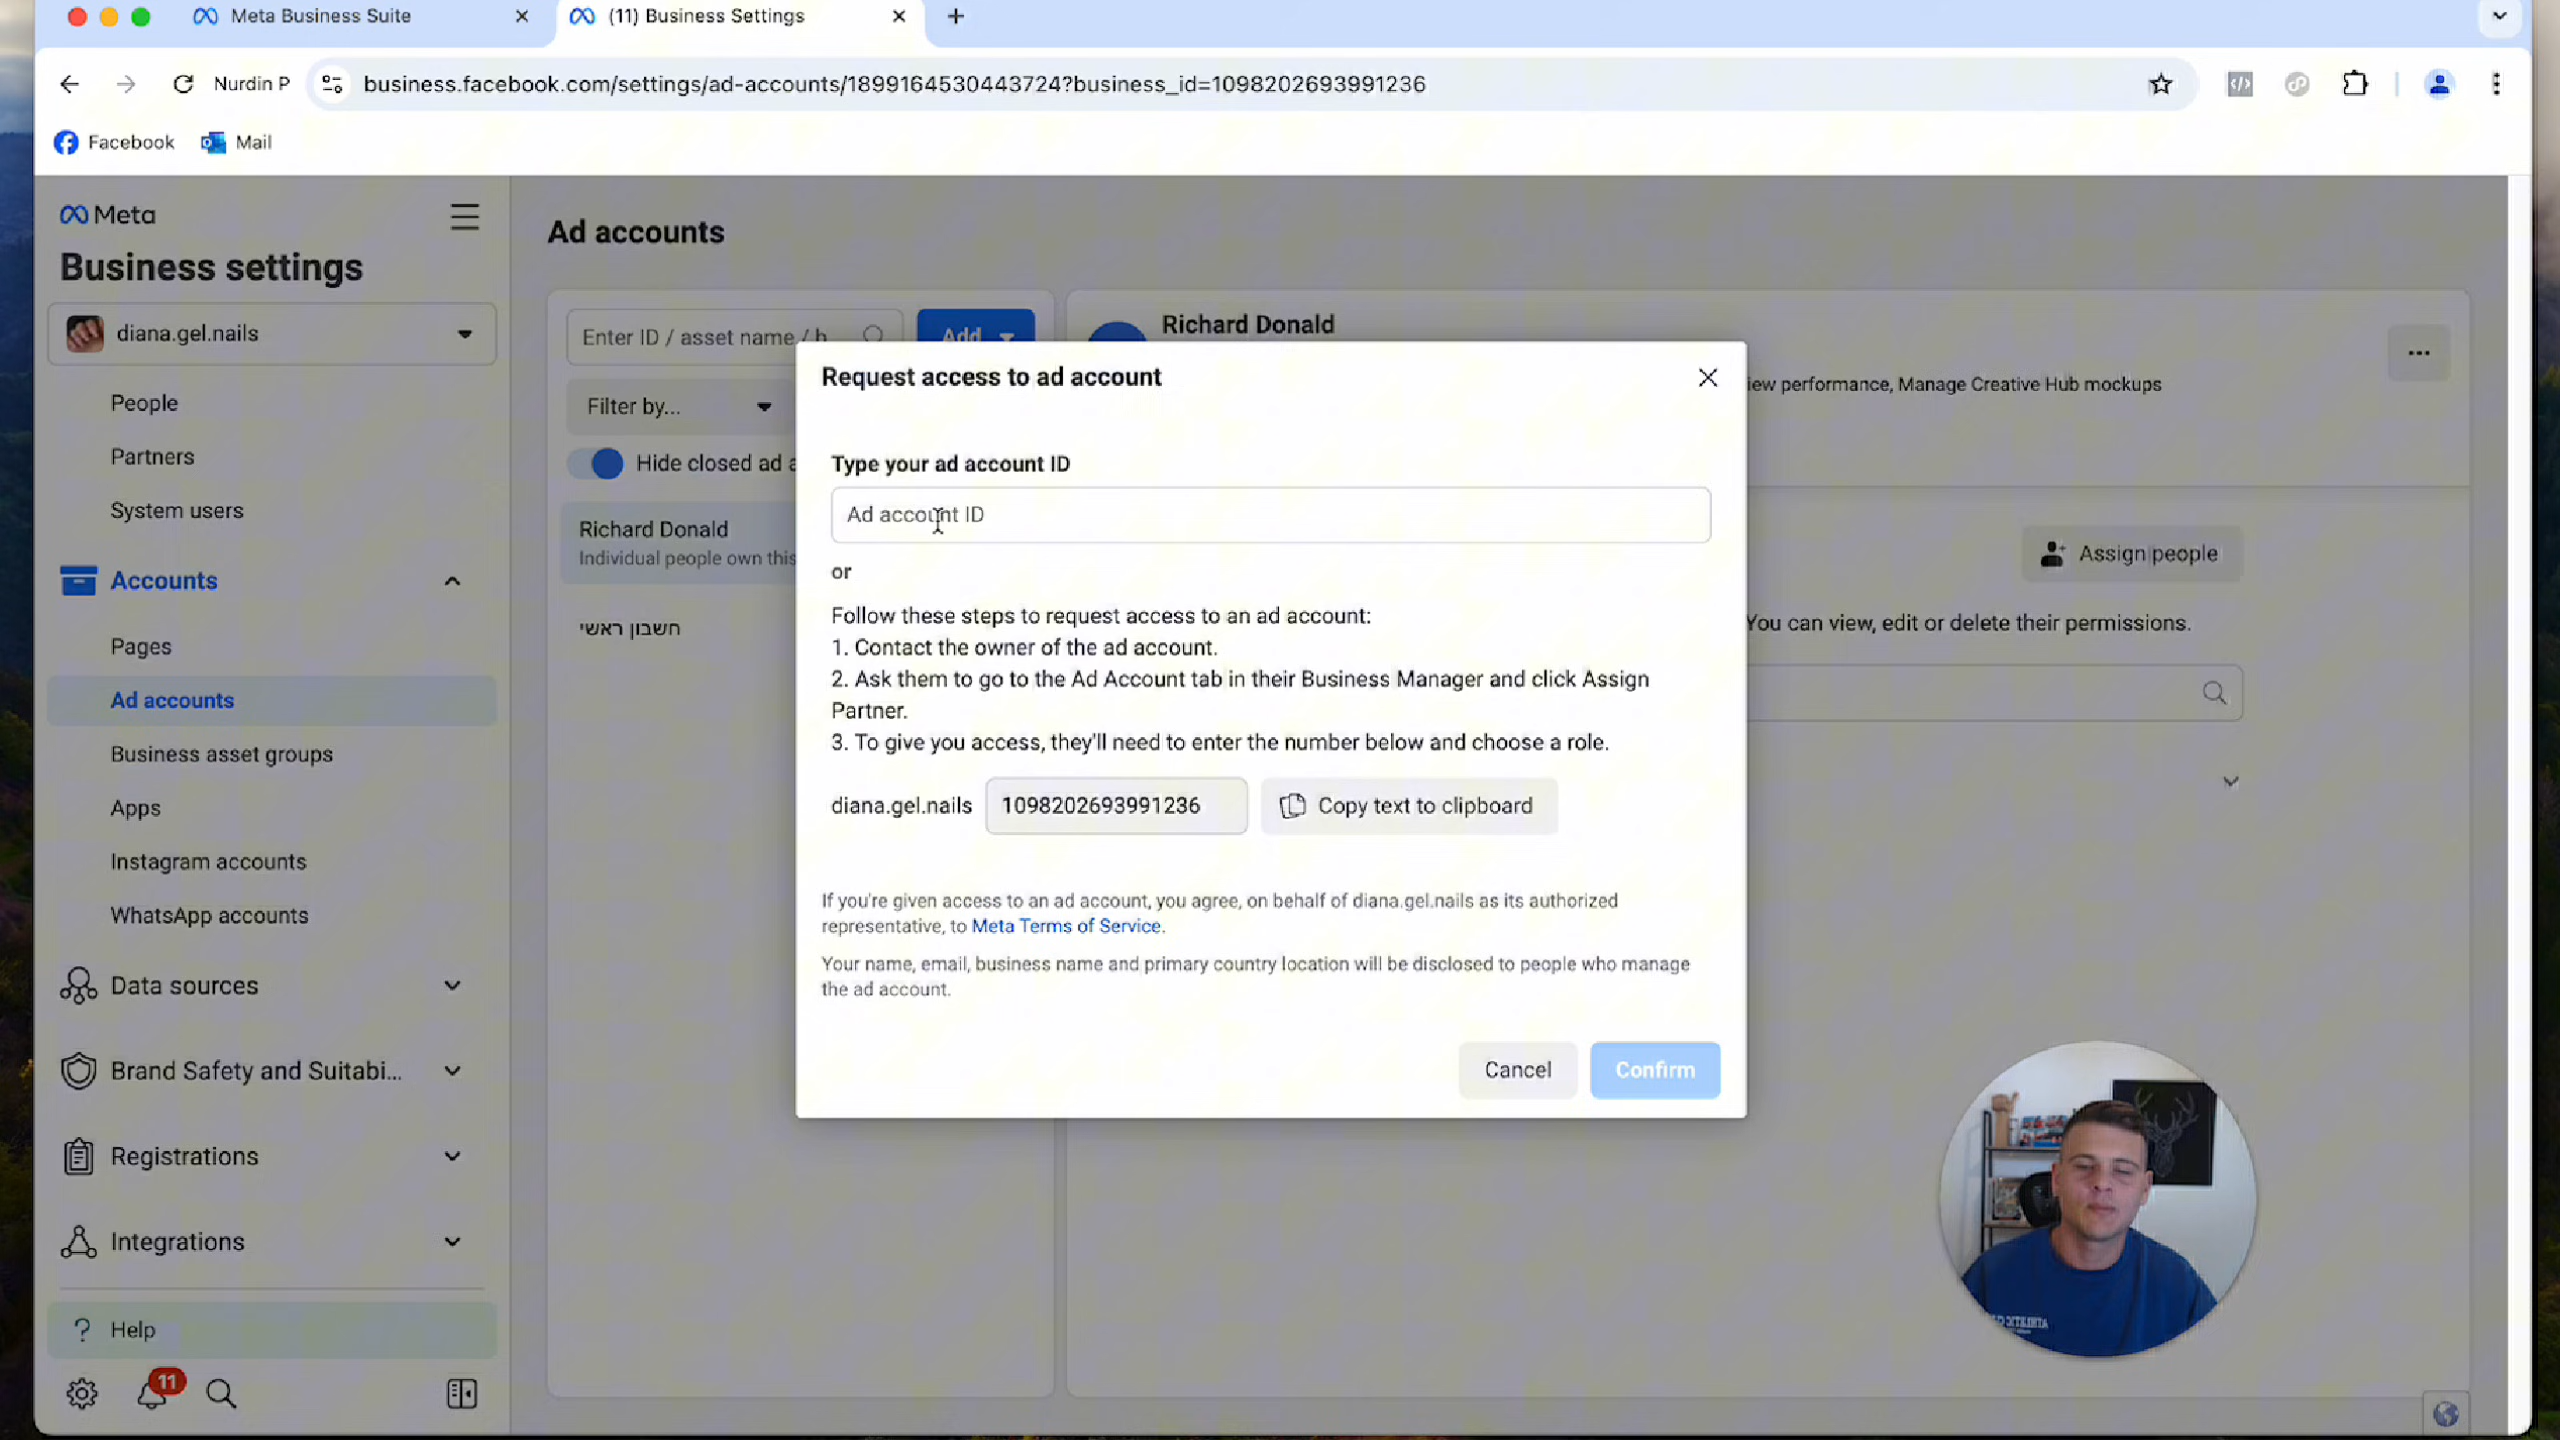 Meta Business Suite
(11) Business Settings
Nurdin P
business.facebook.com/settings/ad-accounts/1899164530443724?business_id=1098202693991236
Facebook
Mail
Meta
Business settings
diana.gel.nails
People
Partners
System users
Accounts
Pages
Ad accounts
Business asset groups
Apps
Instagram accounts
WhatsApp accounts
Data sources
Brand Safety and Suitabi...
Registrations
Integrations
? Help
11
Ad accounts
Enter ID / asset name / b
Add
Filter by...
Hide closed ad a
Richard Donald
Individual people own this
חשבון ראשי
Richard Donald
iew performance, Manage Creative Hub mockups
Assign people
You can view, edit or delete their permissions.
Request access to ad account
Type your ad account ID
Ad account ID
or
Follow these steps to request access to an ad account:
1. Contact the owner of the ad account.
2. Ask them to go to the Ad Account tab in their Business Manager and click Assign
Partner.
3. To give you access, they'll need to enter the number below and choose a role.
diana.gel.nails 1098202693991236 Copy text to clipboard
If you're given access to an ad account, you agree, on behalf of diana.gel.nails as its authorized
representative, to Meta Terms of Service.
Your name, email, business name and primary country location will be disclosed to people who manage
the ad account.
Cancel
Confirm